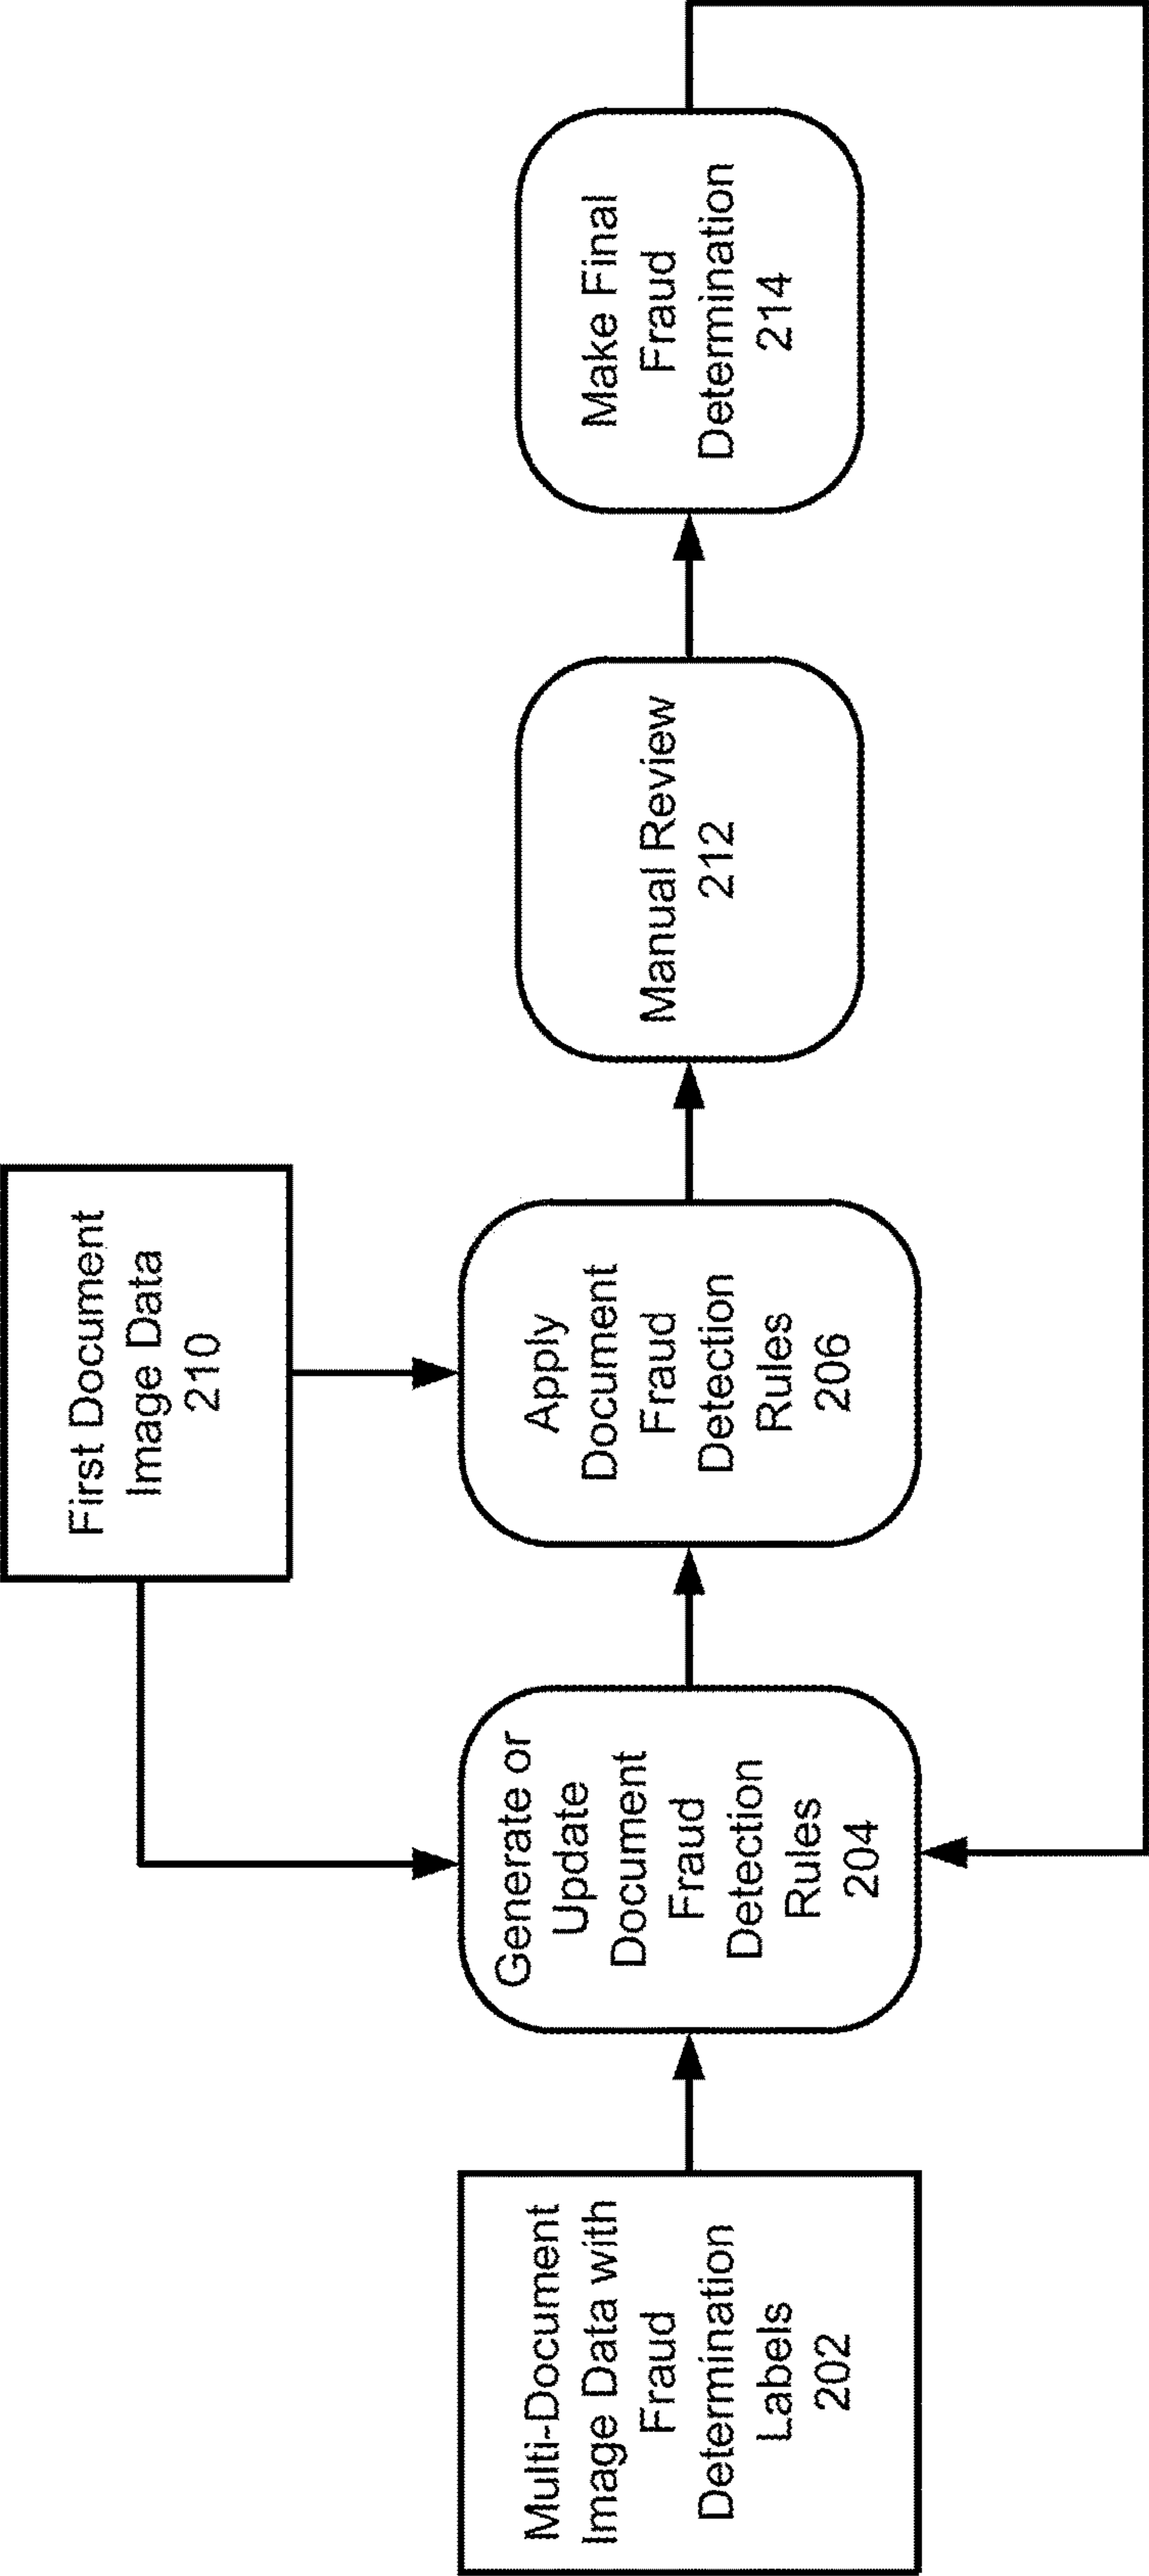 First Document
Image Data
210
Multi-Document
Image Data with
Fraud
Determination
Labels
202
Generate or
Update
Document
Fraud
Detection
Rules
204
Apply
Document
Fraud
Detection
Rules
206
Manual Review
212
Make Final
Fraud
Determination
214